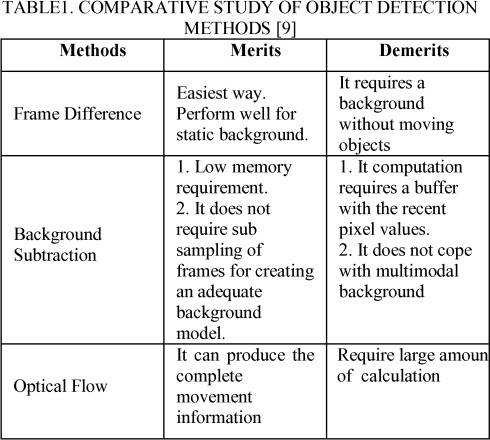 TABLE1. COMPARATIVE STUDY OF OBJECT DETECTION
METHODS [9]
Methods
Merits
Demerits
Frame Difference
Easiest way.
Perform well for
static background.
It requires a
background
without moving
objects
Background
Subtraction
1. Low memory
requirement.
2. It does not
require sub
sampling of
frames for creating
an adequate
background
model.
1. It computation
requires a buffer
with the recent
pixel values.
2. It does not cope
with multimodal
background
Optical Flow
It can produce the
complete
movement
information
Require large amoun
of calculation